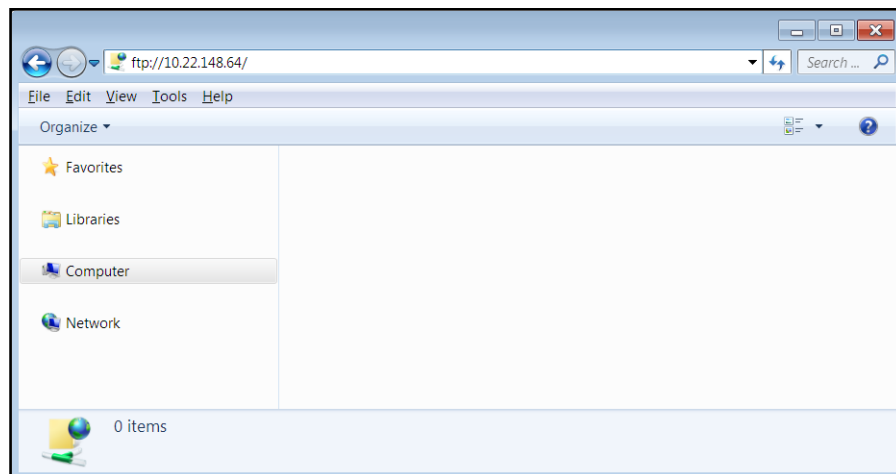 ftp://10.22.148.64/ Search ...
File Edit View Tools Help
Organize
Favorites
Libraries
Computer
Network
0 items